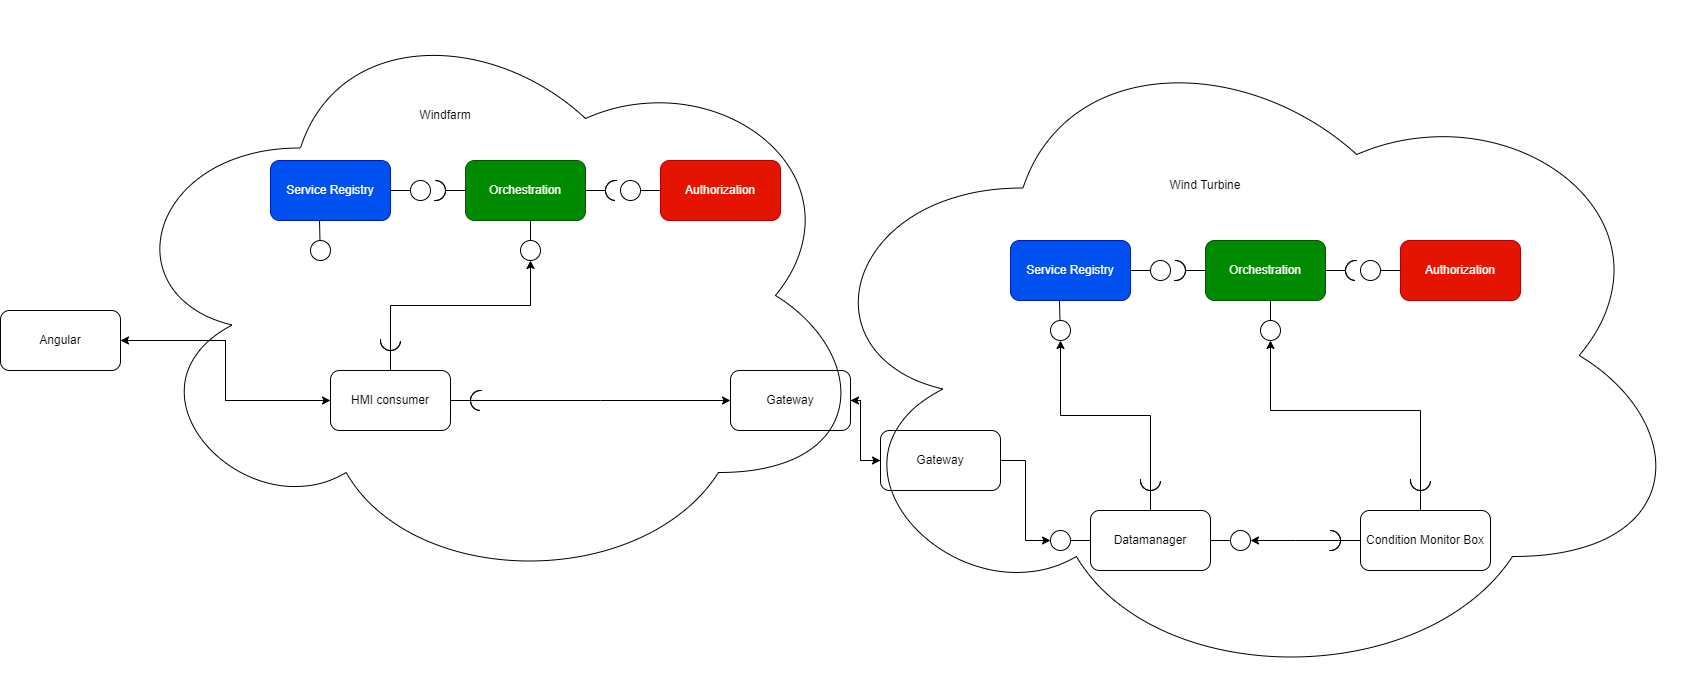 Windfarm
Service Registry
Orchestration
Authorization
Wind Turbine
Service Registry
Orchestration
Authorization
Angular
HMI consumer
Gateway
Gateway
Datamanager
Condition Monitor Box